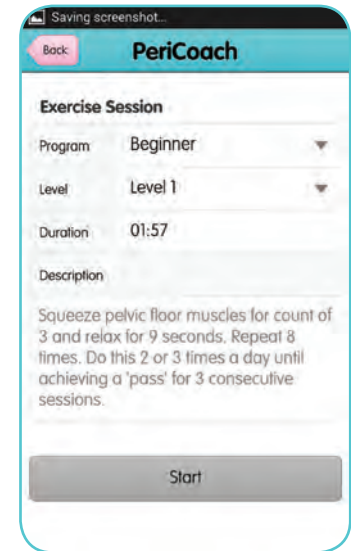 Saving screenshot...
Back
PeriCoach
Exercise Session
Program Beginner
Level Level 1
Duration 01:57
Description
Squeeze pelvic floor muscles for count of
3 and relax for 9 seconds. Repeat 8
times. Do this 2 or 3 times a day until
achieving a 'pass' for 3 consecutive
sessions.
Start